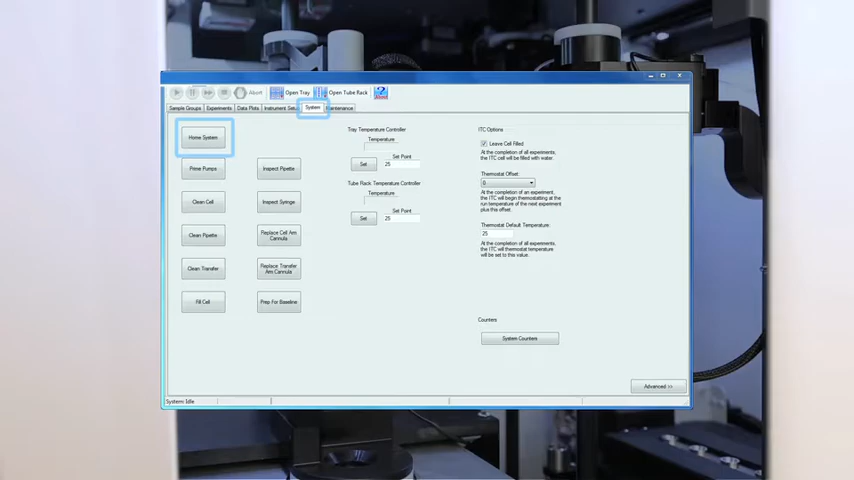 Abort
Open Tray
Open Tube Rack
Sample Groups
Experiments
Data Plots
Instrument Setup
System
Maintenance
Home System
Prime Pumps
Clean Cell
Clean Pipette
Clean Transfer
Fill Cell
Inspect Pipette
Inspect Syringe
Replace Cell Arm
Cannula
Replace Transfer
Arm Cannula
Prep For Baseline
Tray Temperature Controller
Temperature
Set Point
Set
25
Tube Rack Temperature Controller
Temperature
Set Point
Set
25
ITC Options
Leave Cell Filled
At the completion of all experiments,
the ITC cell will be filled with water.
Thermostat Offset:
0
At the completion of an experiment,
the ITC will begin thermostatting at the
run temperature of the next experiment
plus this offset.
Thermostat Default Temperature:
25
At the completion of all experiments,
the ITC will thermostat temperature
will be set to this value.
Counters
System Counters
Advanced >>
System: Idle